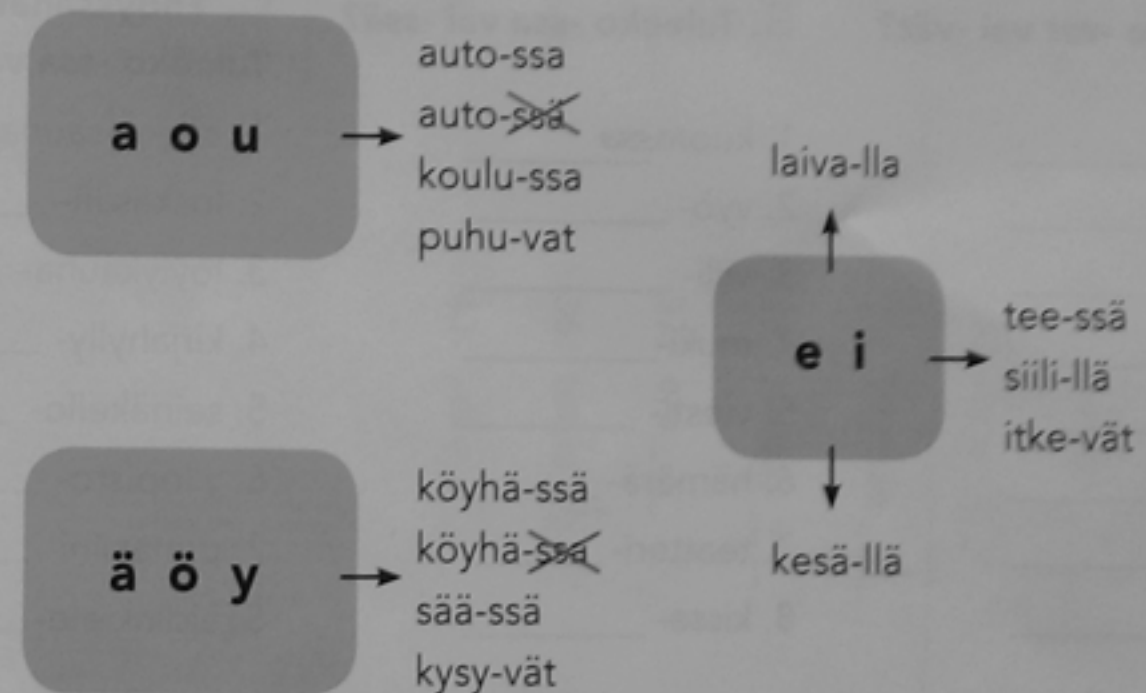 a o u
auto-ssa
auto-ssä
koulu-ssa
puhu-vat
laiva-lla
e i
tee-ssä
siili-llä
itke-vät
kesä-llä
ä ö y
köyhä-ssä
köyhä-ssa
sää-ssä
kysy-vät